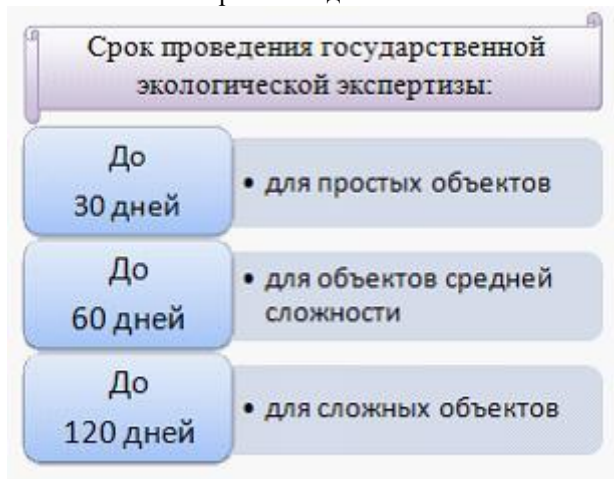 Срок проведения государственной
экологической экспертизы:
До
30 дней
• для простых объектов
До
60 дней
• для объектов средней
сложности
До
120 дней
• для сложных объектов